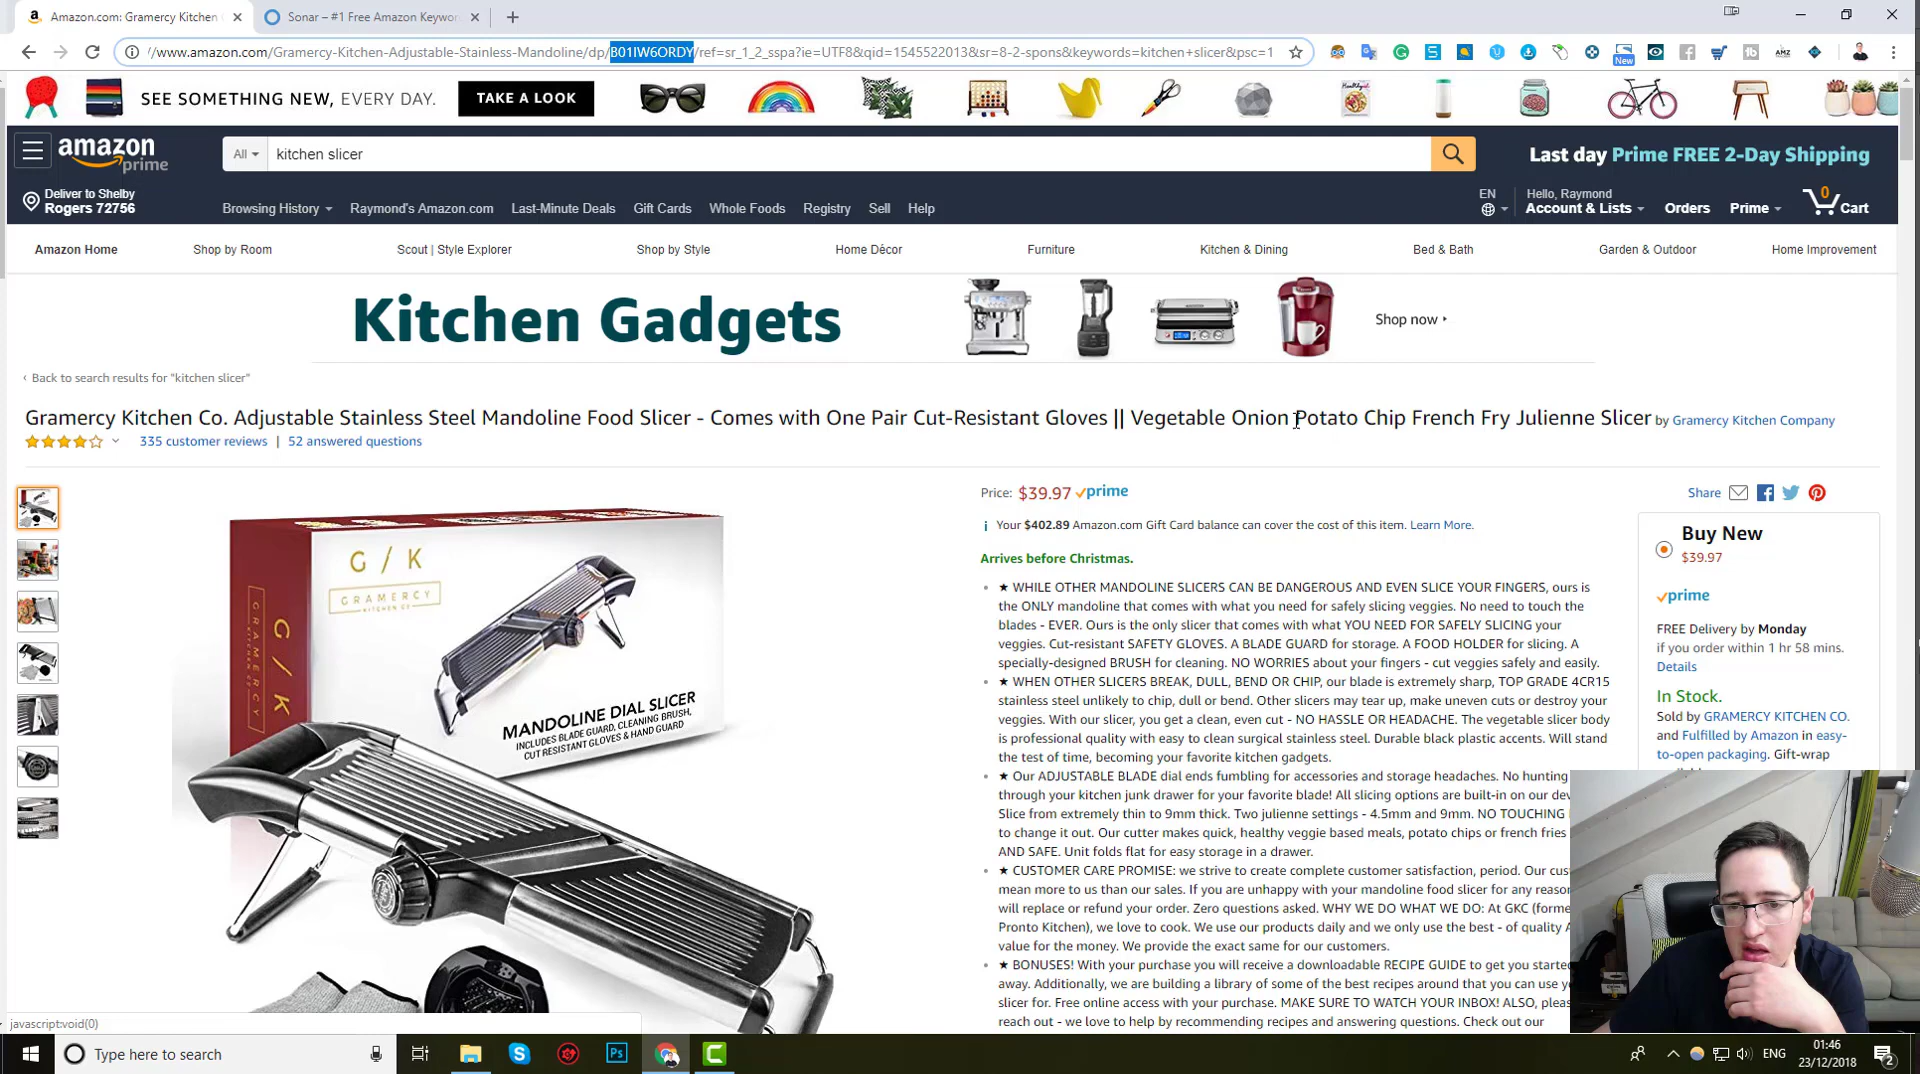 Amazon.com: Gramercy Kitchen
Sonar – #1 Free Amazon Keywor
//www.amazon.com/Gramercy-Kitchen-Adjustable-Stainless-Mandoline/dp/B01IW6ORDY/ref=sr_1_2_sspa?ie=UTF8&qid=1545522013&sr=8-2-spons&keywords=kitchen+slicer&psc=1
New
SEE SOMETHING NEW, EVERY DAY.
TAKE A LOOK
amazon prime
All
kitchen slicer
Last day Prime FREE 2-Day Shipping
Deliver to Shelby
Rogers 72756
Browsing History
Raymond's Amazon.com
Last-Minute Deals
Gift Cards
Whole Foods
Registry
Sell
Help
EN
Hello, Raymond
Account & Lists
Orders
Prime
0
Cart
Amazon Home
Shop by Room
Scout | Style Explorer
Shop by Style
Home Décor
Furniture
Kitchen & Dining
Bed & Bath
Garden & Outdoor
Home Improvement
Kitchen Gadgets
Shop now
‹ Back to search results for "kitchen slicer"
Gramercy Kitchen Co. Adjustable Stainless Steel Mandoline Food Slicer - Comes with One Pair Cut-Resistant Gloves || Vegetable Onion Potato Chip French Fry Julienne Slicer by Gramercy Kitchen Company
335 customer reviews | 52 answered questions
G / K
GRAMERCY
KITCHEN CO
G / K
GRAMERCY
MANDOLINE DIAL SLICER
INCLUDES BLADE GUARD, CLEANING BRUSH,
CUT RESISTANT GLOVES & HAND GUARD
Price: $39.97 prime
Your $402.89 Amazon.com Gift Card balance can cover the cost of this item. Learn More.
Arrives before Christmas.
★ WHILE OTHER MANDOLINE SLICERS CAN BE DANGEROUS AND EVEN SLICE YOUR FINGERS, ours is
the ONLY mandoline that comes with what you need for safely slicing veggies. No need to touch the
blades - EVER. Ours is the only slicer that comes with what YOU NEED FOR SAFELY SLICING your
veggies. Cut-resistant SAFETY GLOVES. A BLADE GUARD for storage. A FOOD HOLDER for slicing. A
specially-designed BRUSH for cleaning. NO WORRIES about your fingers - cut veggies safely and easily.
★ WHEN OTHER SLICERS BREAK, DULL, BEND OR CHIP, our blade is extremely sharp, TOP GRADE 4CR15
stainless steel unlikely to chip, dull or bend. Other slicers may tear up, make uneven cuts or destroy your
veggies. With our slicer, you get a clean, even cut - NO HASSLE OR HEADACHE. The vegetable slicer body
is professional quality with easy to clean surgical stainless steel. Durable black plastic accents. Will stand
the test of time, becoming your favorite kitchen gadgets.
★ Our ADJUSTABLE BLADE dial ends fumbling for accessories and storage headaches. No hunting
through your kitchen junk drawer for your favorite blade! All slicing options are built-in on our dev
Slice from extremely thin to 9mm thick. Two julienne settings - 4.5mm and 9mm. NO TOUCHING
to change it out. Our cutter makes quick, healthy veggie based meals, potato chips or french fries
AND SAFE. Unit folds flat for easy storage in a drawer.
★ CUSTOMER CARE PROMISE: we strive to create complete customer satisfaction, period. Our cus
mean more to us than our sales. If you are unhappy with your mandoline food slicer for any reason
will replace or refund your order. Zero questions asked. WHY WE DO WHAT WE DO: At GKC (forme
Pronto Kitchen), we love to cook. We use our products daily and we only use the best - of quality A
value for the money. We provide the exact same for our customers.
★ BONUSES! With your purchase you will receive a downloadable RECIPE GUIDE to get you starte
away. Additionally, we are building a library of some of the best recipes around that you can use y
slicer for. Free online access with your purchase. MAKE SURE TO WATCH YOUR INBOX! ALSO, pleas
reach out - we love to help by recommending recipes and answering questions. Check out our
Share
Buy New
$39.97
prime
FREE Delivery by Monday
if you order within 1 hr 58 mins.
Details
In Stock.
Sold by GRAMERCY KITCHEN CO.
and Fulfilled by Amazon in easy-
to-open packaging. Gift-wrap
javascript:void(0)
Type here to search
Ps
ENG
01:46
23/12/2018
2